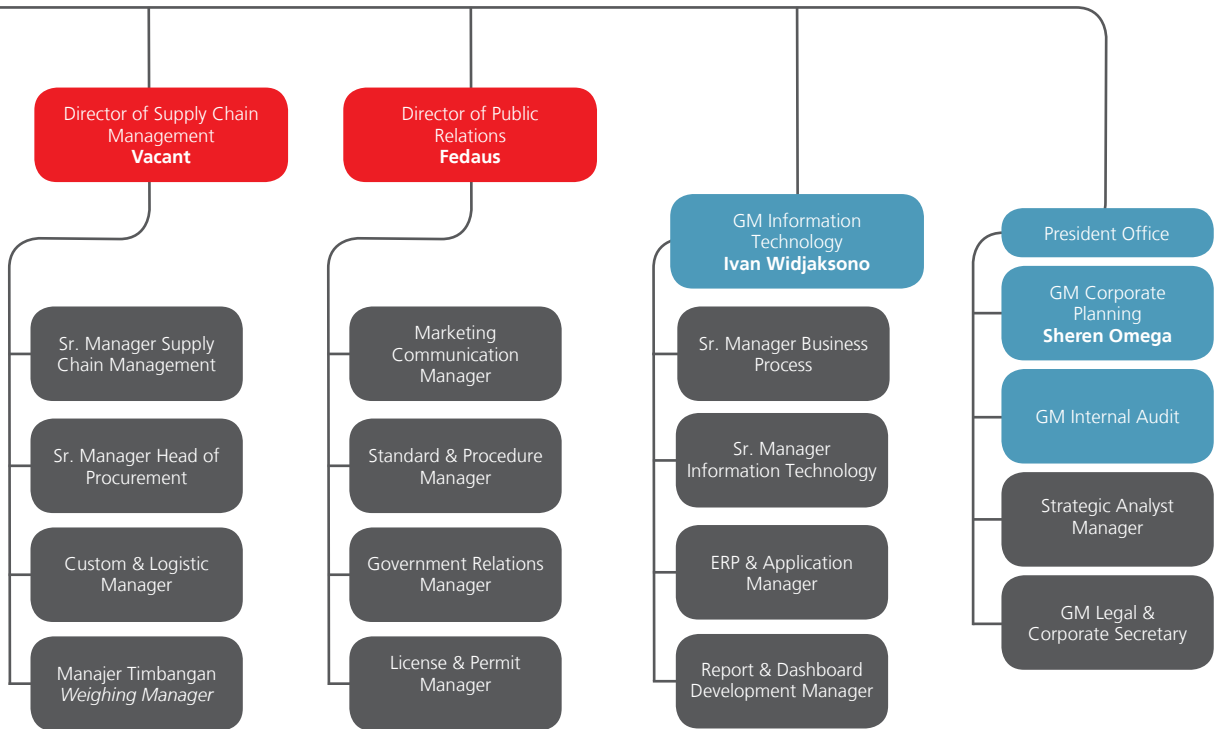 Director of Supply Chain
Management
Vacant
Sr. Manager Supply
Chain Management
Sr. Manager Head of
Procurement
Custom & Logistic
Manager
Manajer Timbangan
Weighing Manager
Director of Public
Relations
Fedaus
Marketing
Communication
Manager
Standard & Procedure
Manager
Government Relations
Manager
License & Permit
Manager
GM Information
Technology
Ivan Widjaksono
Sr. Manager Business
Process
Sr. Manager
Information Technology
ERP & Application
Manager
Report & Dashboard
Development Manager
President Office
GM Corporate
Planning
Sheren Omega
GM Internal Audit
Strategic Analyst
Manager
GM Legal &
Corporate Secretary